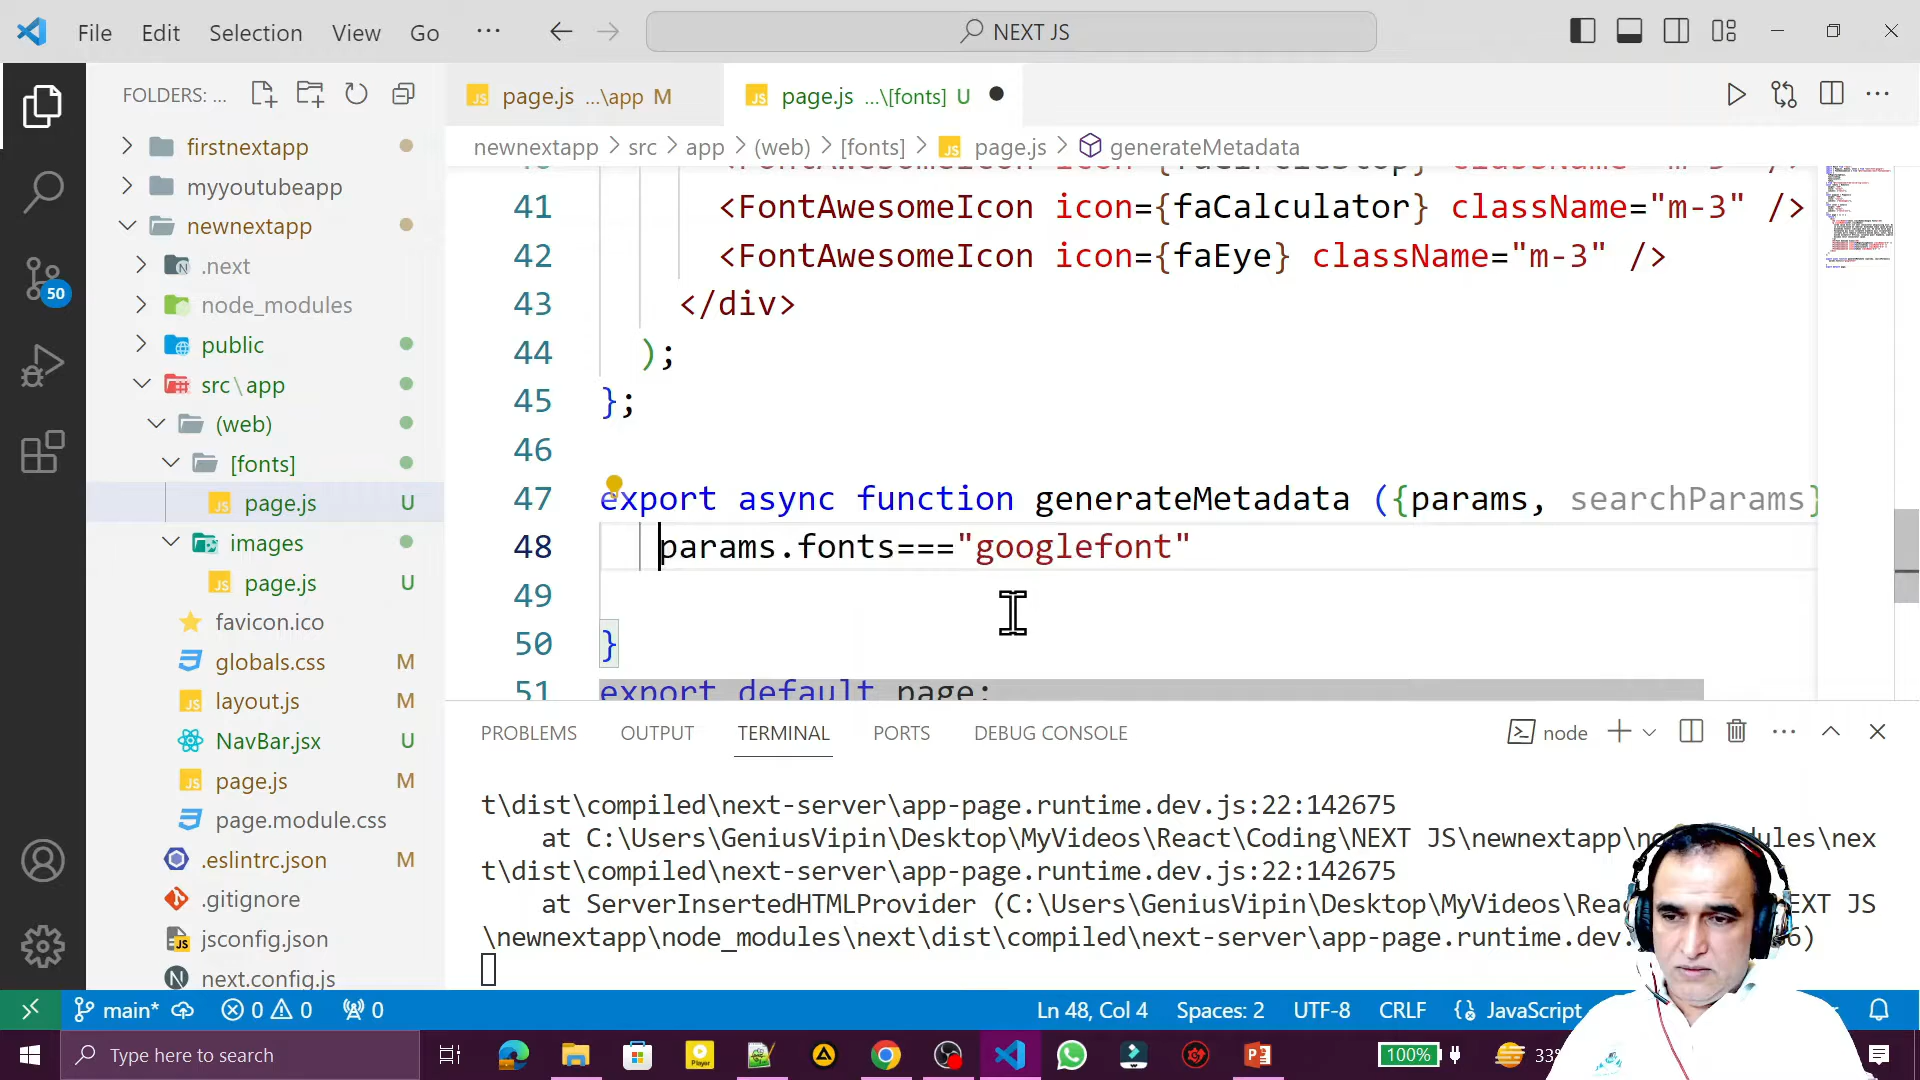 File Edit Selection View Go ··· NEXT JS
FOLDERS: ...
firstnextapp
myyoutubeapp
newnextapp
.next
node_modules
public
src\app
(web)
[fonts]
page.js U
images
page.js U
favicon.ico
globals.css M
layout.js M
NavBar.jsx U
page.js M
page.module.css
.eslintrc.json M
.gitignore
jsconfig.json
next.config.js
50
page.js ...\app M
page.js ...\[fonts] U
newnextapp > src > app > (web) > [fonts] > page.js > generateMetadata
41 <FontAwesomeIcon icon={faCalculator} className="m-3" />
42 <FontAwesomeIcon icon={faEye} className="m-3" />
43 </div>
44 );
45 };
46
47 export async function generateMetadata ({params, searchParams}
48 params.fonts==="googlefont"
49
50 }
51 export default page;
PROBLEMS OUTPUT TERMINAL PORTS DEBUG CONSOLE
node
t\dist\compiled\next-server\app-page.runtime.dev.js:22:142675)
at C:\Users\GeniusVipin\Desktop\MyVideos\React\Coding\NEXT JS\newnextapp\no
t\dist\compiled\next-server\app-page.runtime.dev.js:22:142675
at ServerInsertedHTMLProvider (C:\Users\GeniusVipin\Desktop\MyVideos\Rea
\newnextapp\node_modules\next\dist\compiled\next-server\app-page.runtime.dev.
main* 0 0 0
Ln 48, Col 4 Spaces: 2 UTF-8 CRLF JavaScript
Type here to search
100%
33